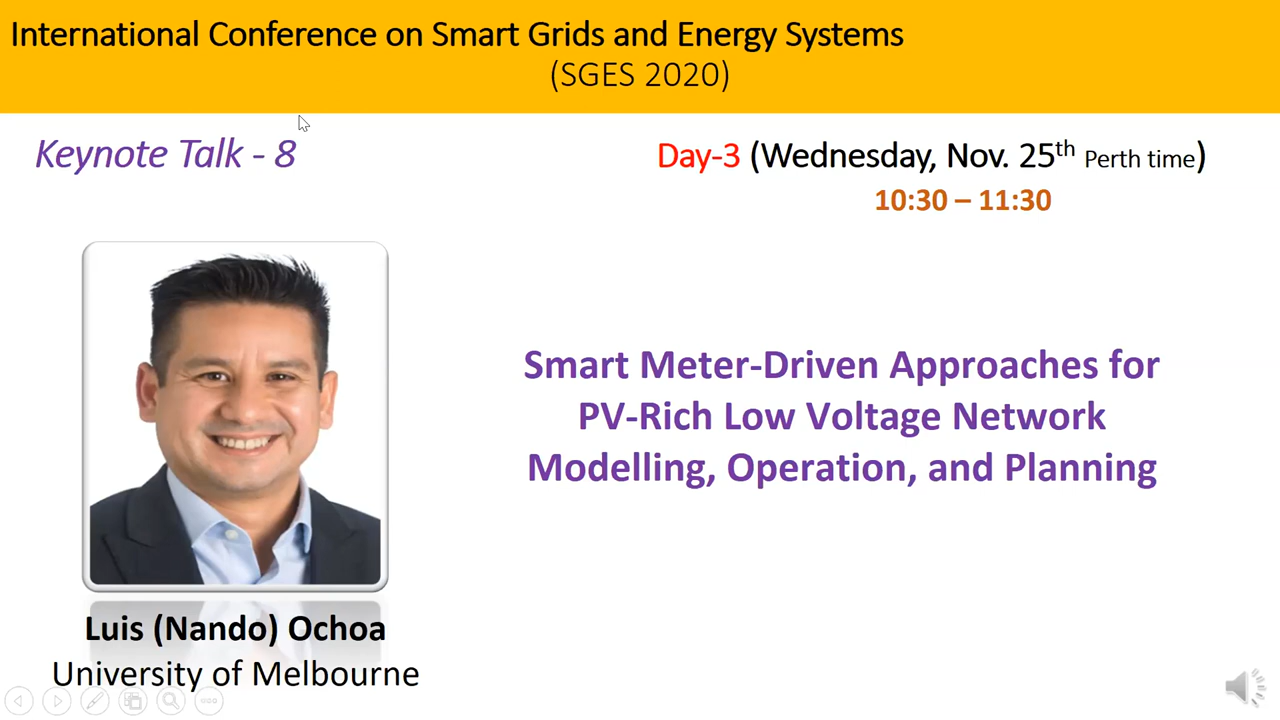 International Conference on Smart Grids and Energy Systems
(SGES 2020)
Keynote Talk - 8
Day-3 (Wednesday, Nov. 25th Perth time)
10:30 – 11:30
Smart Meter-Driven Approaches for
PV-Rich Low Voltage Network
Modelling, Operation, and Planning
Luis (Nando) Ochoa
University of Melbourne